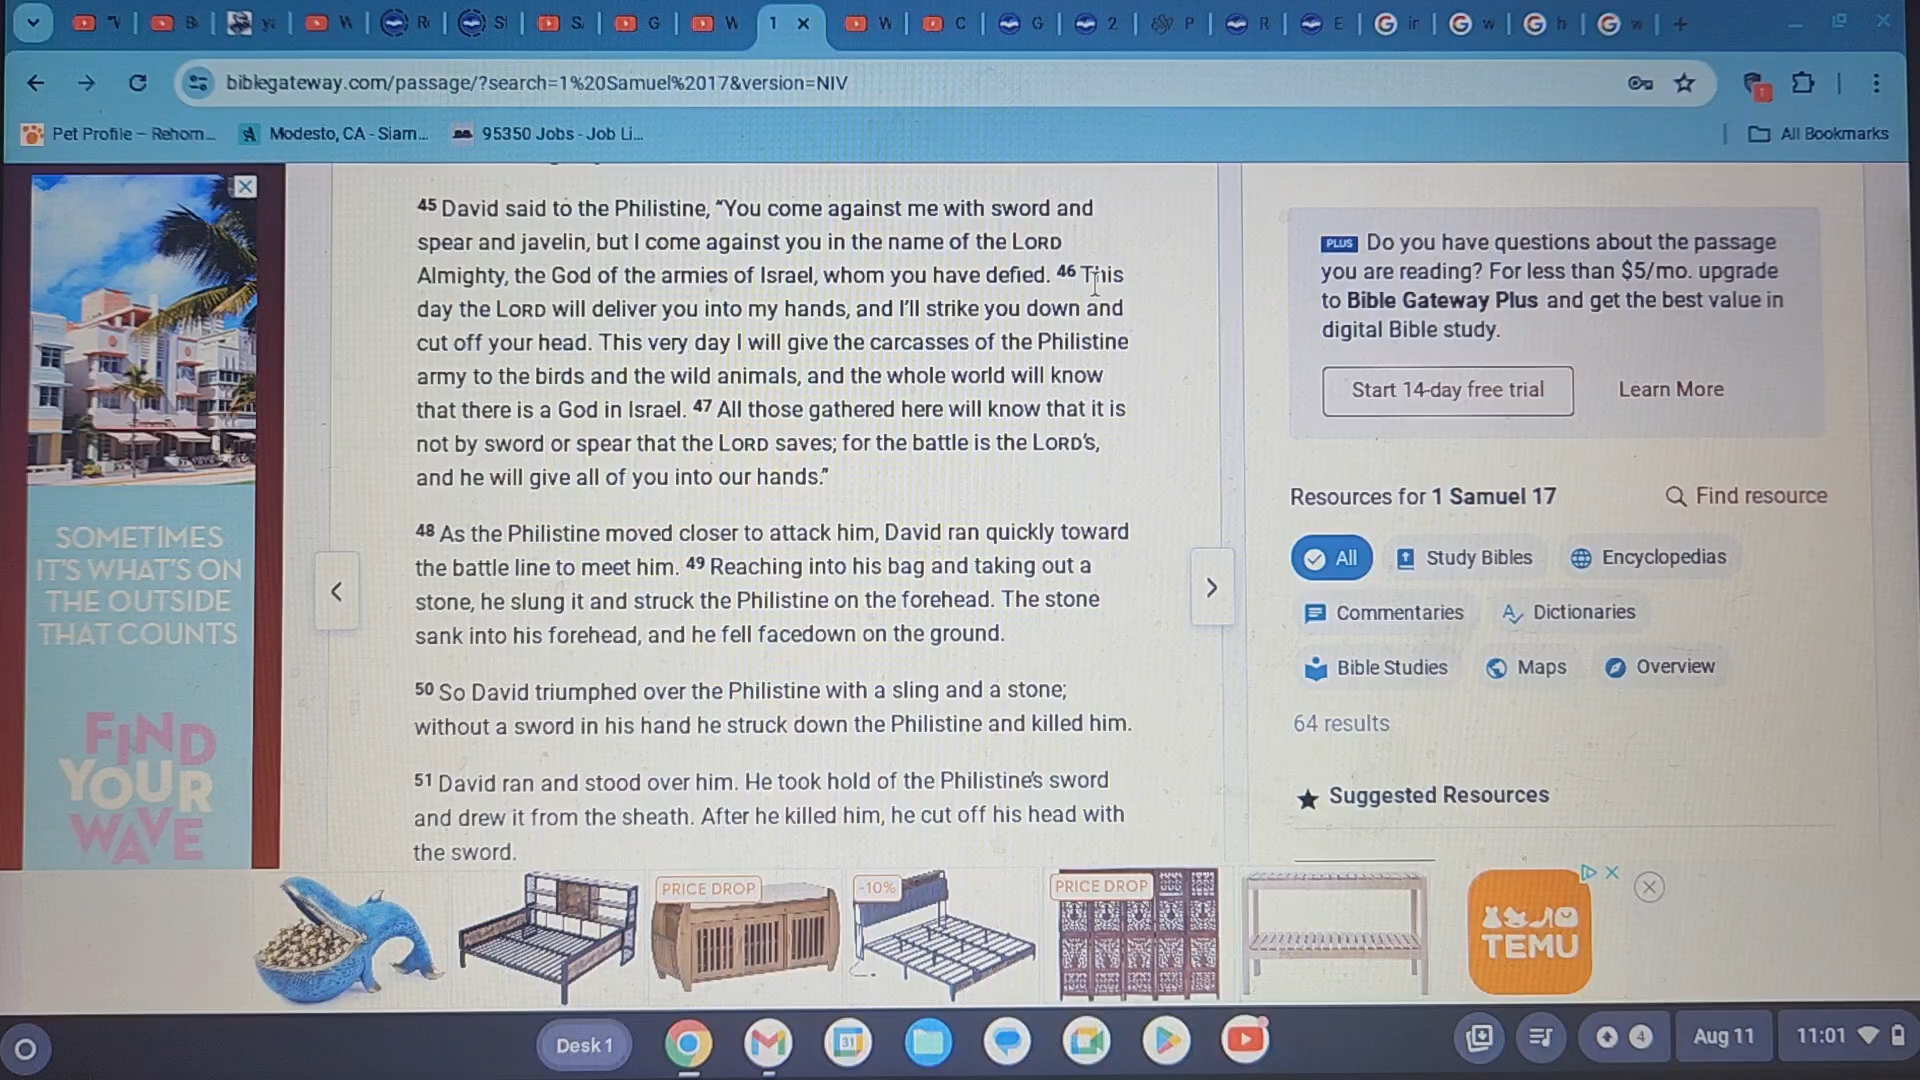 W
B
W
R
S
S
G
W
1
W
C
G
2
P
R
E
in
w
h
w
biblegateway.com/passage/?search=1%20Samuel%2017&version=NIV
Pet Profile – Rehom...
Modesto, CA - Siam...
95350 Jobs - Job Li...
All Bookmarks
45 David said to the Philistine, “You come against me with sword and
spear and javelin, but I come against you in the name of the LORD
Almighty, the God of the armies of Israel, whom you have defied. 46 This
day the LORD will deliver you into my hands, and I’ll strike you down and
cut off your head. This very day I will give the carcasses of the Philistine
army to the birds and the wild animals, and the whole world will know
that there is a God in Israel. 47 All those gathered here will know that it is
not by sword or spear that the LORD saves; for the battle is the LORD’s,
and he will give all of you into our hands.”
48 As the Philistine moved closer to attack him, David ran quickly toward
the battle line to meet him. 49 Reaching into his bag and taking out a
stone, he slung it and struck the Philistine on the forehead. The stone
sank into his forehead, and he fell facedown on the ground.
50 So David triumphed over the Philistine with a sling and a stone;
without a sword in his hand he struck down the Philistine and killed him.
51 David ran and stood over him. He took hold of the Philistine’s sword
and drew it from the sheath. After he killed him, he cut off his head with
the sword.
SOMETIMES
IT'S WHAT'S ON
THE OUTSIDE
THAT COUNTS
FIND
YOUR
WAVE
PLUS Do you have questions about the passage
you are reading? For less than $5/mo. upgrade
to Bible Gateway Plus and get the best value in
digital Bible study.
Start 14-day free trial
Learn More
Resources for 1 Samuel 17
Find resource
All
Study Bibles
Encyclopedias
Commentaries
Dictionaries
Bible Studies
Maps
Overview
64 results
Suggested Resources
PRICE DROP
-10%
PRICE DROP
TEMU
Desk 1
31
4
Aug 11
11:01